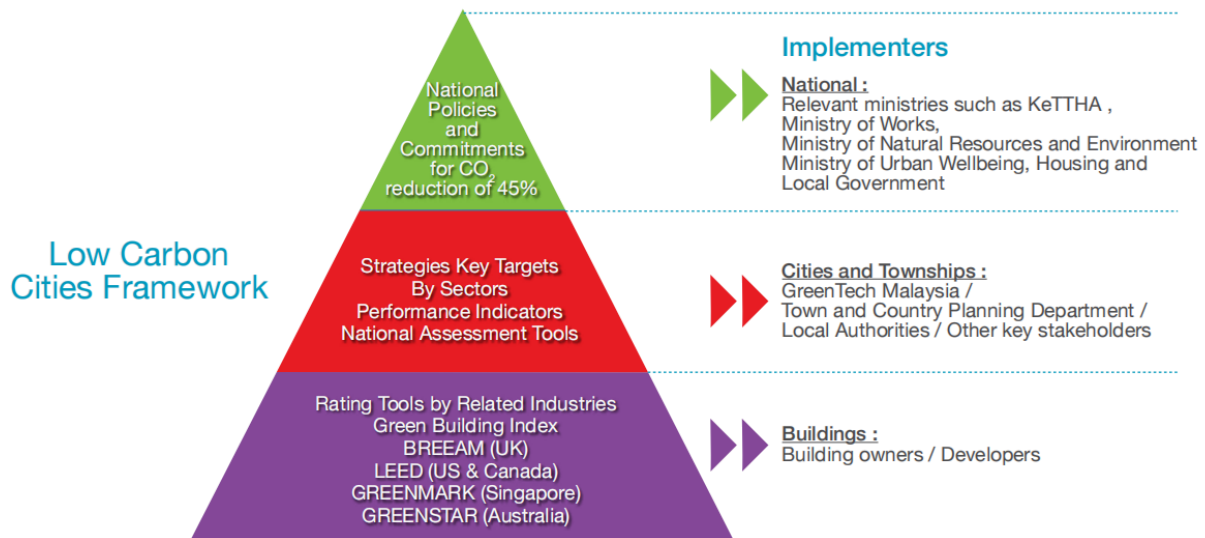 Low Carbon
Cities Framework
National
Policies
and
Commitments
for CO₂
reduction of 45%
Strategies Key Targets
By Sectors
Performance Indicators
National Assessment Tools
Rating Tools by Related Industries
Green Building Index
BREEAM (UK)
LEED (US & Canada)
GREENMARK (Singapore)
GREENSTAR (Australia)
Implementers
National :
Relevant ministries such as KeTTHA ,
Ministry of Works,
Ministry of Natural Resources and Environment
Ministry of Urban Wellbeing, Housing and
Local Government
Cities and Townships :
GreenTech Malaysia /
Town and Country Planning Department /
Local Authorities / Other key stakeholders
Buildings :
Building owners / Developers